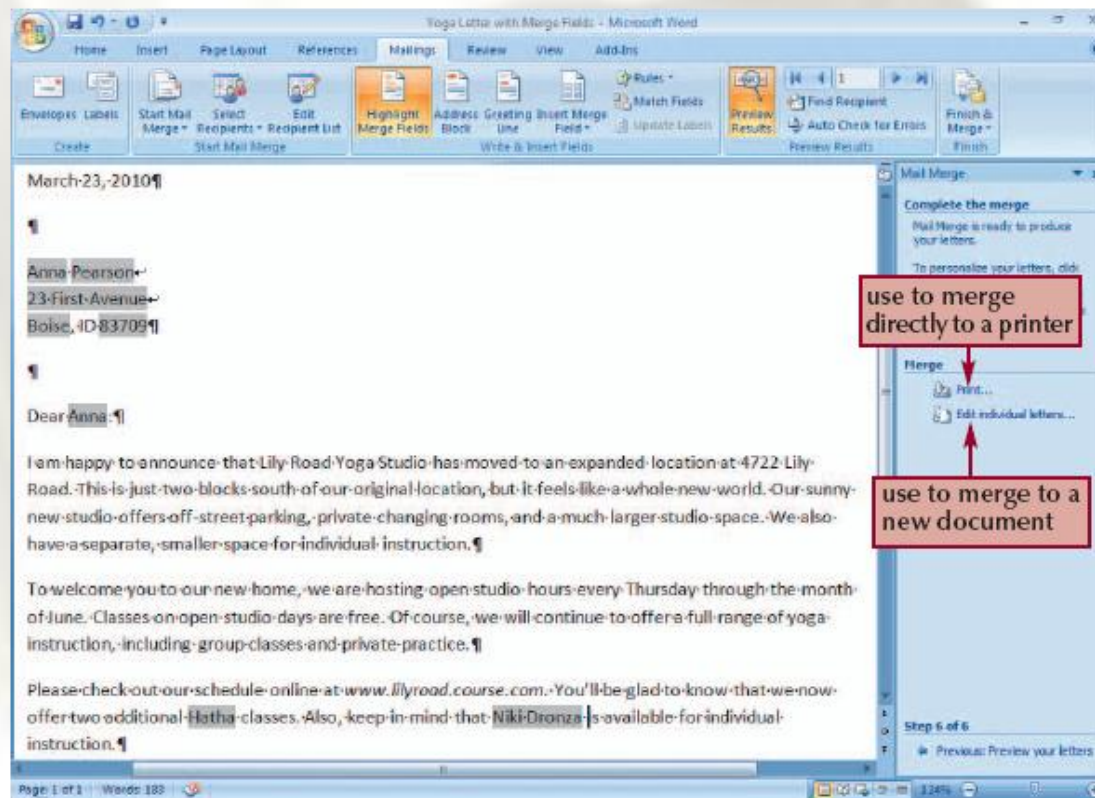 Yoga Letter with Merge Fields - Microsoft Word
Home Insert Page Layout References Mailings Review View Add-Ins
Envelopes Labels
Create
Start Mail Merge Select Recipients Edit Recipient List
Start Mail Merge
Highlight Merge Fields Address Block Greeting Line Insert Merge Field
Rules
Match Fields
Update Labels
Write & Insert Fields
Preview Results
1
Find Recipient
Auto Check for Errors
Preview Results
Finish & Merge
Finish
March·23,·2010¶
¶
Anna·Pearson↵
23·First·Avenue↵
Boise,·ID·83709¶
¶
Dear·Anna:¶
I·am·happy·to·announce·that·Lily·Road·Yoga·Studio·has·moved·to·an·expanded·location·at·4722·Lily·
Road.·This·is·just·two·blocks·south·of·our·original·location,·but·it·feels·like·a·whole·new·world.·Our·sunny·
new·studio·offers·off-street·parking,·private·changing·rooms,·and·a·much·larger·studio·space.·We·also·
have·a·separate,·smaller·space·for·individual·instruction.¶
To·welcome·you·to·our·new·home,·we·are·hosting·open·studio·hours·every·Thursday·through·the·month·
of·June.·Classes·on·open·studio·days·are·free.·Of·course,·we·will·continue·to·offer·a·full·range·of·yoga·
instruction,·including·group·classes·and·private·practice.¶
Please·check·out·our·schedule·online·at·www.lilyroad.course.com.·You'll·be·glad·to·know·that·we·now·
offer·two·additional·Hatha·classes.·Also,·keep·in·mind·that·Niki·Dronza·is·available·for·individual·
instruction.¶
Mail Merge
Complete the merge
Mail Merge is ready to produce
your letters.
To personalize your letters, click
use to merge
directly to a printer
Merge
Print...
Edit individual letters...
use to merge to a
new document
Step 6 of 6
Previous: Preview your letters
Page: 1 of 1 Words: 183
124%